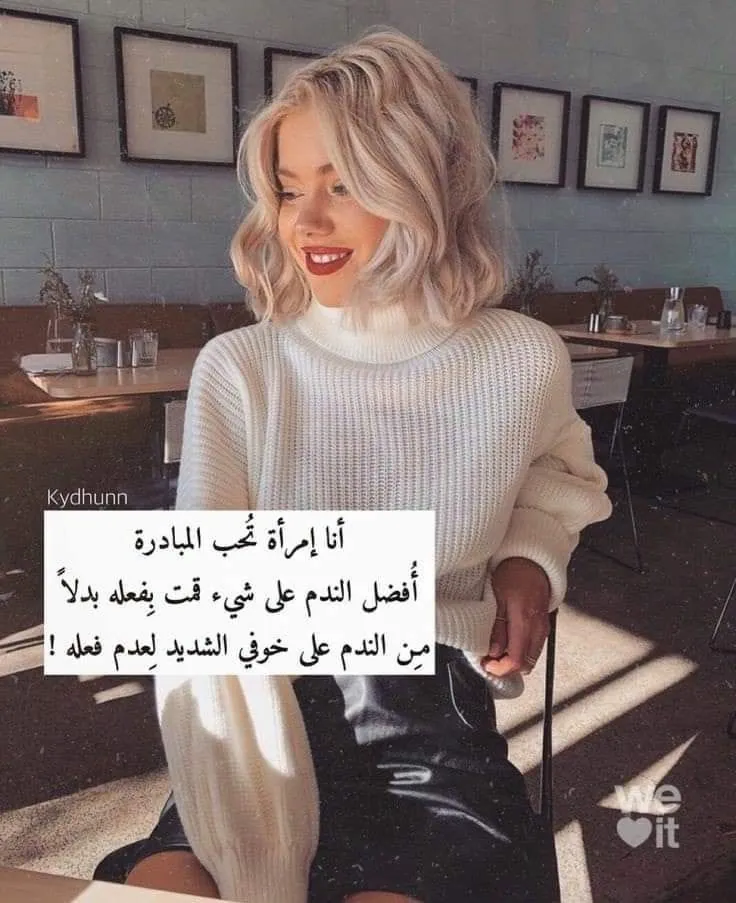 Kydhunn
أنا إمرأة تُحب المبادرة
أُفضل الندم على شيء قمت بِفعله بدلاً
مِن الندم على خوفي الشديد لِعدم فعله !
we
it